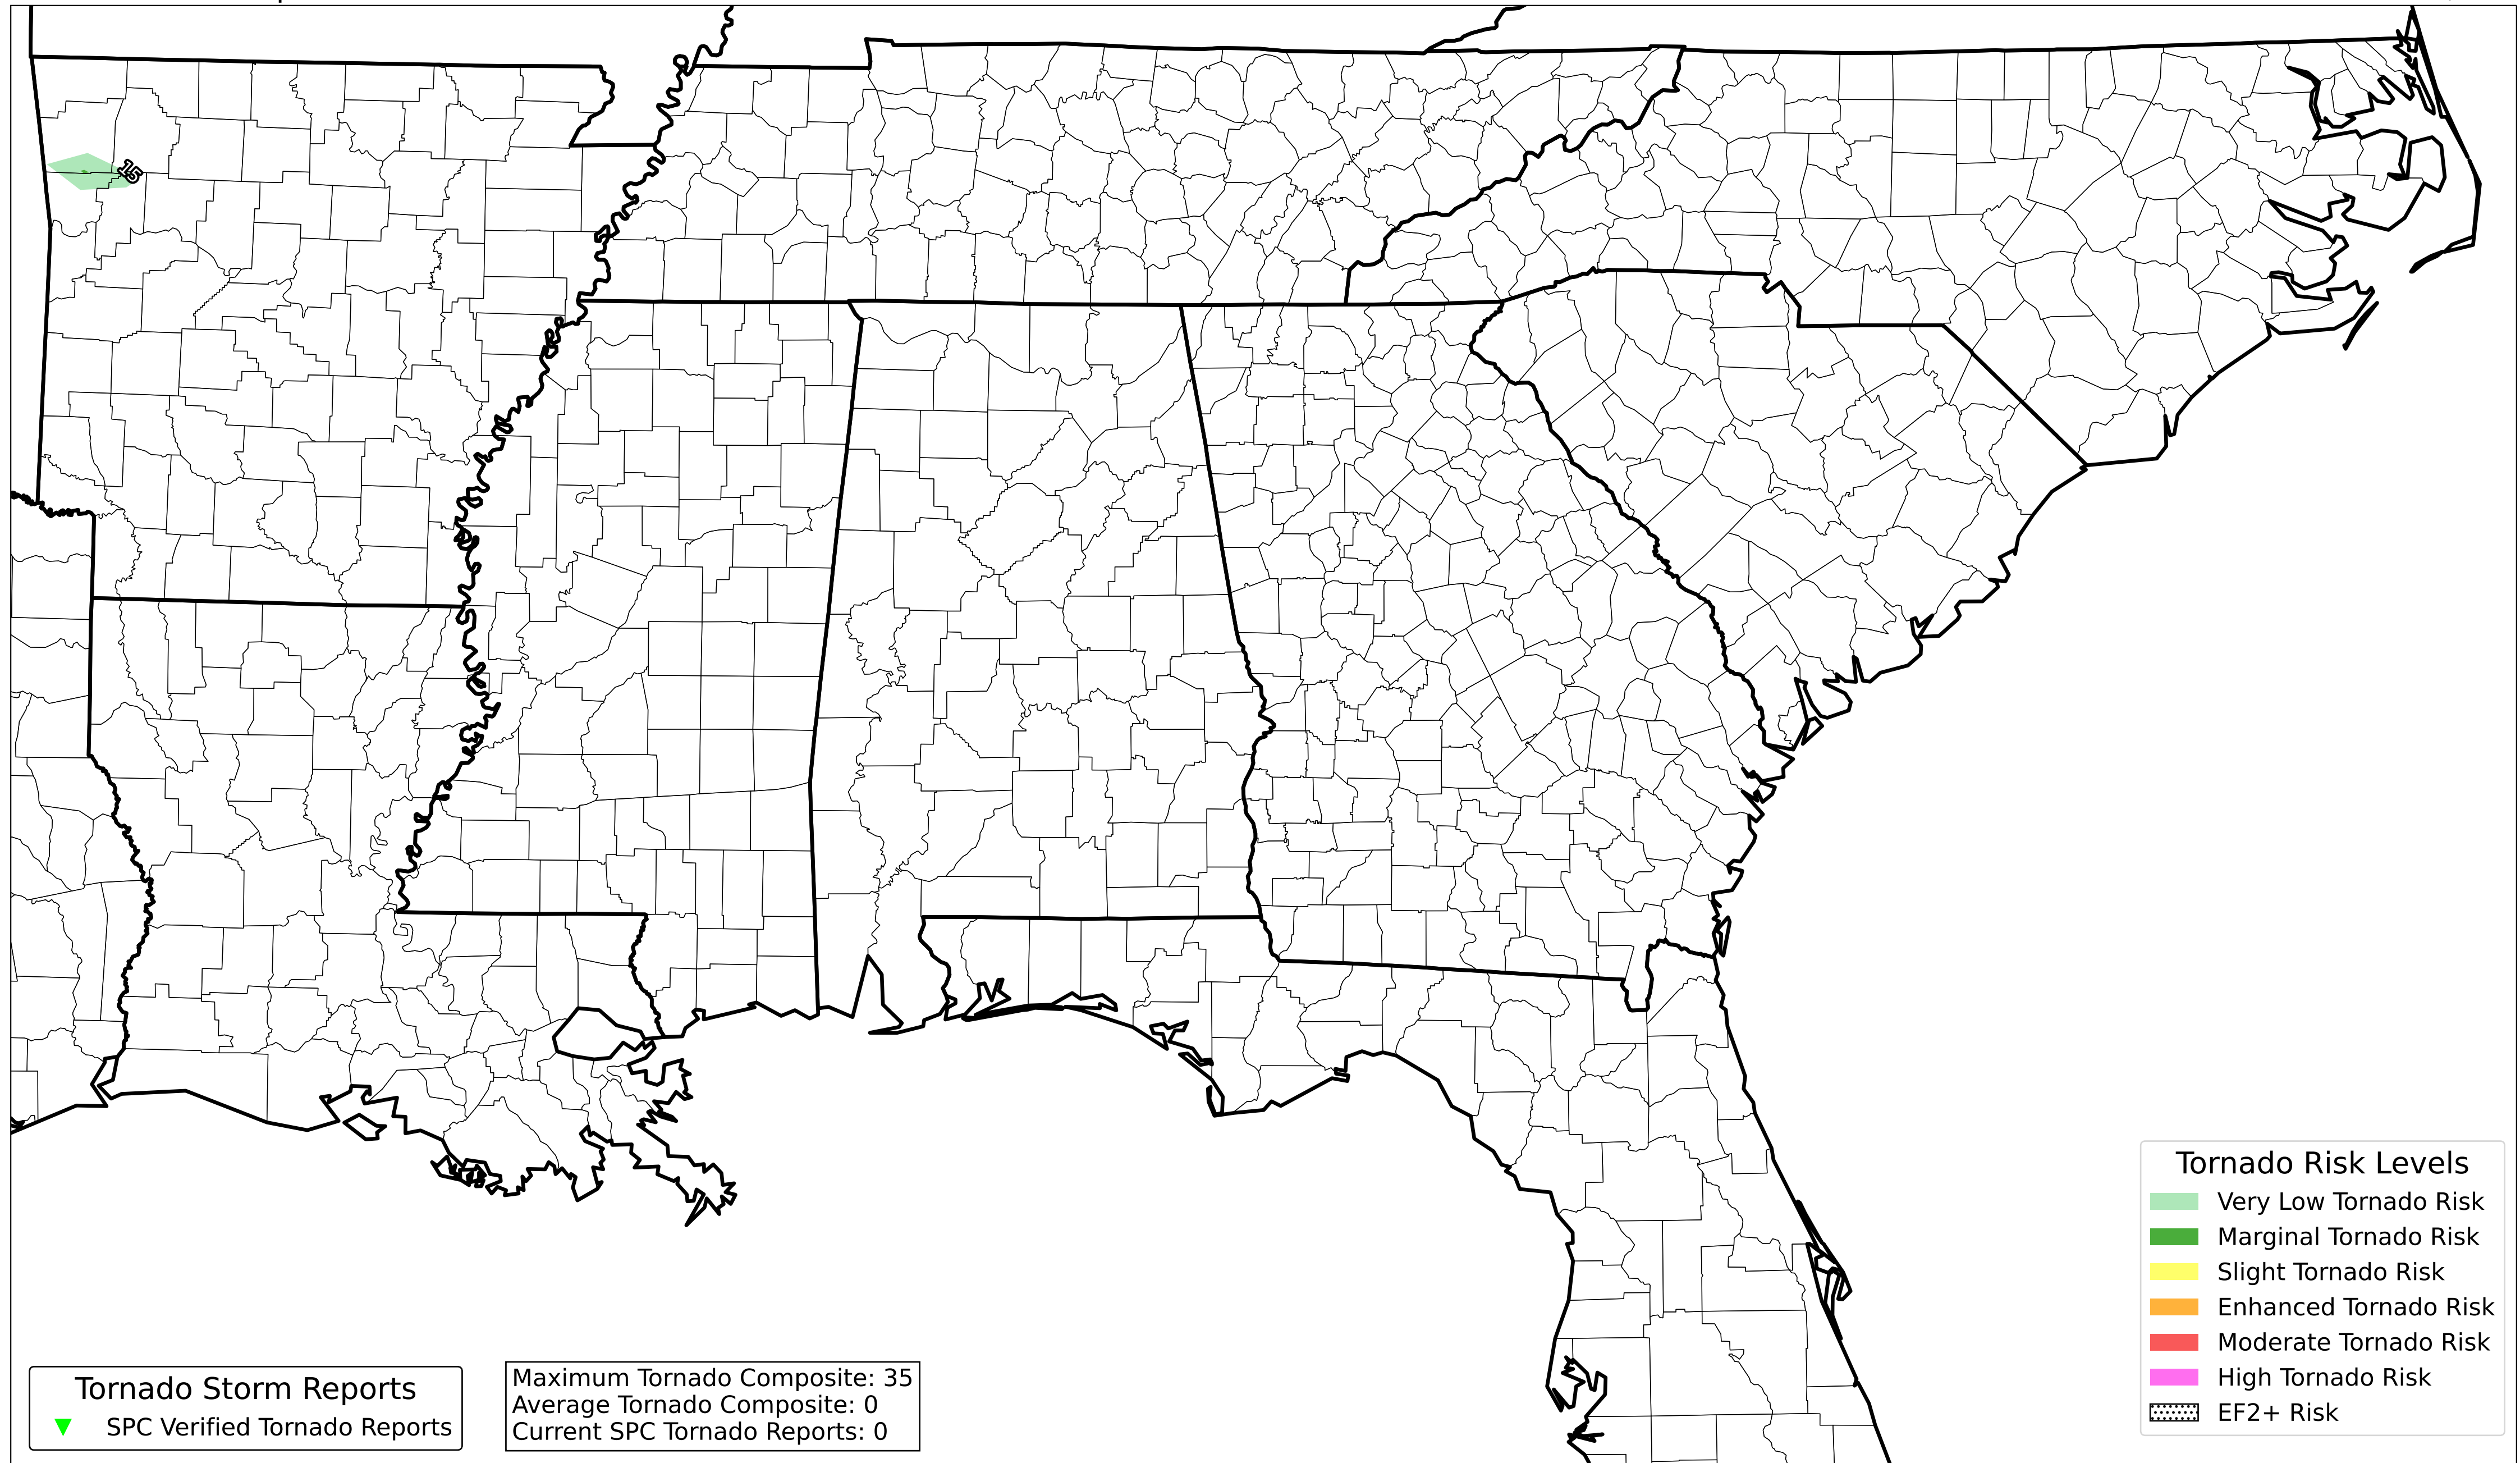 15
Tornado Storm Reports
SPC Verified Tornado Reports
Maximum Tornado Composite: 35
Average Tornado Composite: 0
Current SPC Tornado Reports: 0
Tornado Risk Levels
Very Low Tornado Risk
Marginal Tornado Risk
Slight Tornado Risk
Enhanced Tornado Risk
Moderate Tornado Risk
High Tornado Risk
EF2+ Risk